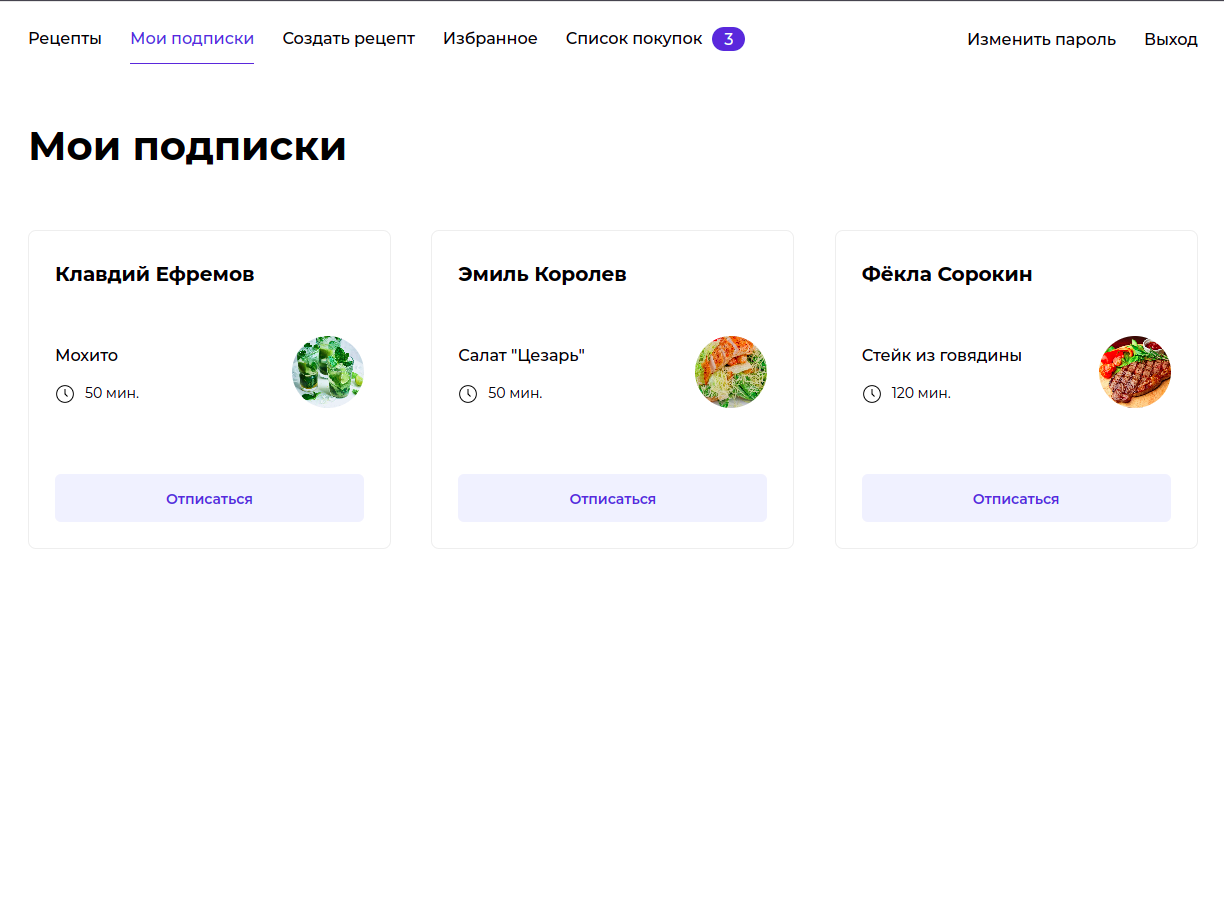 Рецепты Мои подписки Создать рецепт Избранное Список покупок 3 Изменить пароль Выход
Мои подписки
Клавдий Ефремов
Мохито
50 мин.
Отписаться
Эмиль Королев
Салат "Цезарь"
50 мин.
Отписаться
Фёкла Сорокин
Стейк из говядины
120 мин.
Отписаться